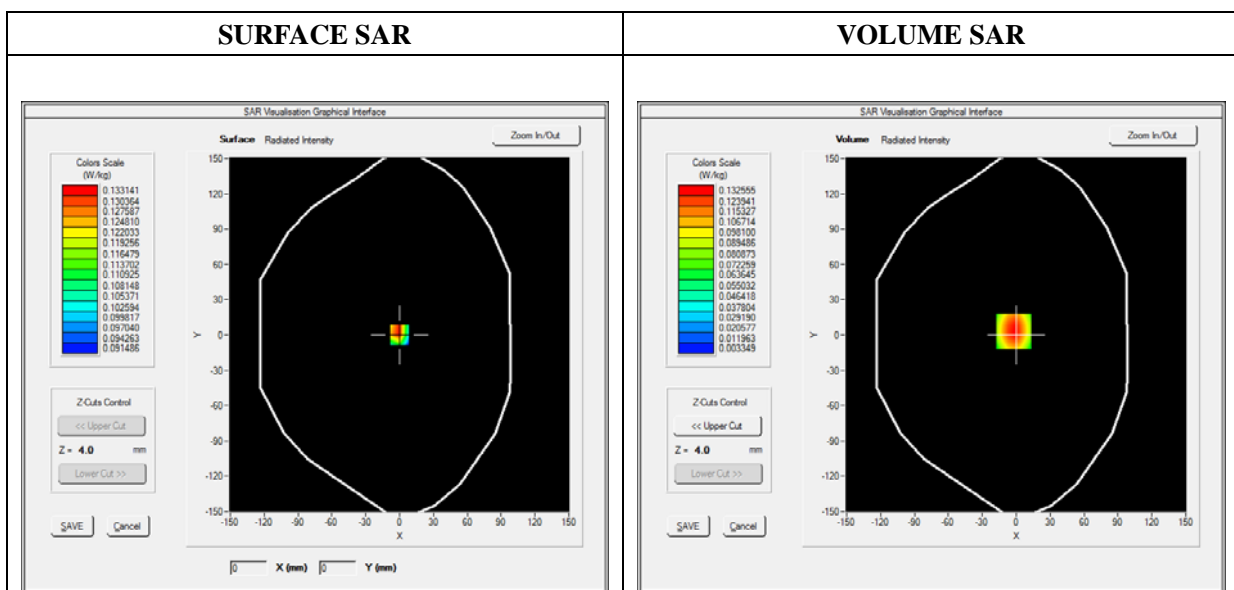 SURFACE SAR
SAR Visualisation Graphical Interface
Surface Radiated Intensity
Zoom In/Out
Colors Scale
(W/kg)
0.133141
0.130364
0.127587
0.124810
0.122033
0.119256
0.116479
0.113702
0.110925
0.108148
0.105371
0.102594
0.099817
0.097040
0.094263
0.091486
Z-Cuts Control
<< Upper Cut
Z = 4.0 mm
Lower Cut >>
SAVE Cancel
150
120
90
60
30
0
-30
-60
-90
-120
-150
Y
-150 -120 -90 -60 -30 0 30 60 90 120 150
X
0 X (mm) 0 Y (mm)
VOLUME SAR
SAR Visualisation Graphical Interface
Volume Radiated Intensity
Zoom In/Out
Colors Scale
(W/kg)
0.132555
0.123941
0.115327
0.106714
0.098100
0.089486
0.080873
0.072259
0.063645
0.055032
0.046418
0.037804
0.029190
0.020577
0.011963
0.003349
Z-Cuts Control
<< Upper Cut
Z = 4.0 mm
Lower Cut >>
SAVE Cancel
150
120
90
60
30
0
-30
-60
-90
-120
-150
Y
-150 -120 -90 -60 -30 0 30 60 90 120 150
X